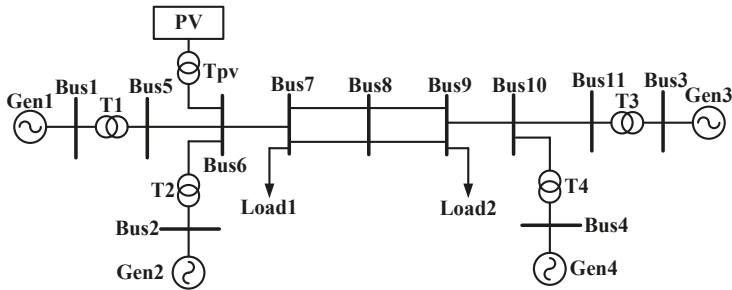 PV
Tpv
Bus1
Bus5
Bus7
Bus8
Bus9
Bus10
Bus11
Bus3
Gen1
T1
T3
Gen3
Bus6
T2
Load1
Load2
T4
Bus2
Bus4
Gen2
Gen4